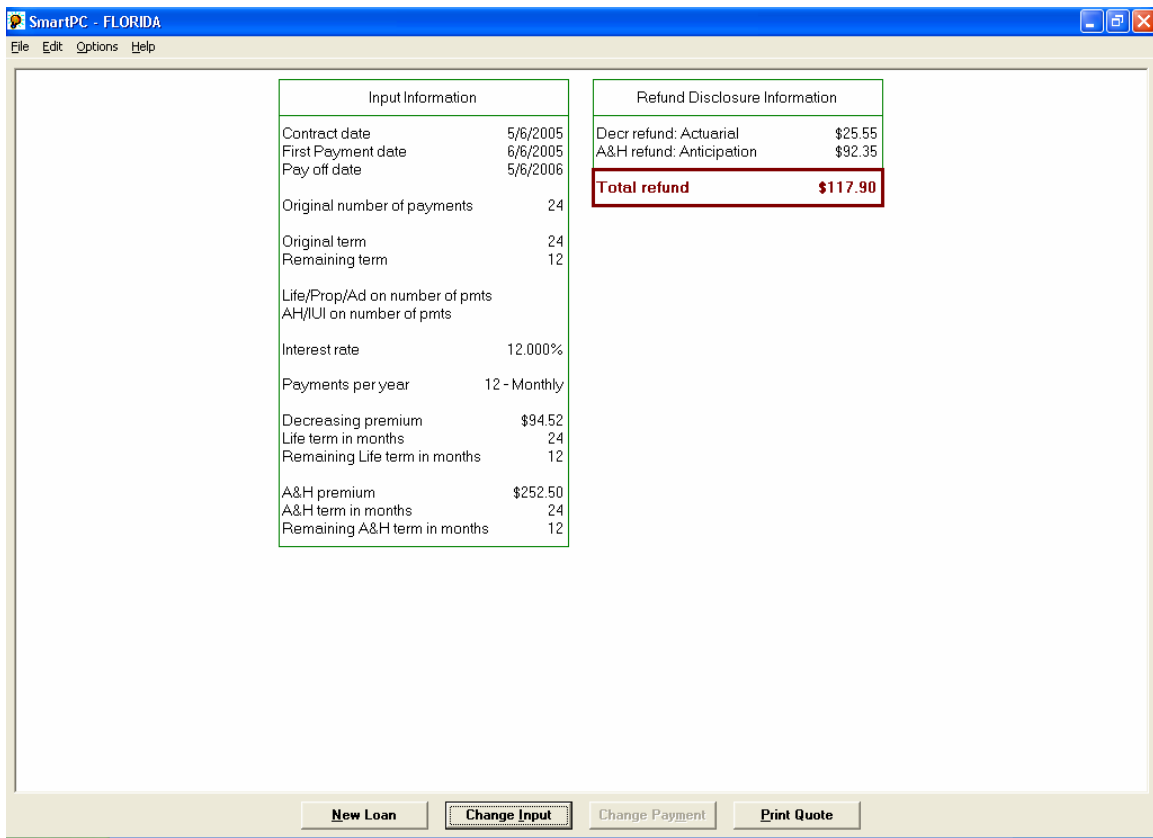 SmartPC - FLORIDA
File Edit Options Help
Input Information
Contract date 5/6/2005
First Payment date 6/6/2005
Pay off date 5/6/2006
Original number of payments 24
Original term 24
Remaining term 12
Life/Prop/Ad on number of pmts
AH/IUI on number of pmts
Interest rate 12.000%
Payments per year 12 - Monthly
Decreasing premium $94.52
Life term in months 24
Remaining Life term in months 12
A&H premium $252.50
A&H term in months 24
Remaining A&H term in months 12
Refund Disclosure Information
Decr refund: Actuarial $25.55
A&H refund: Anticipation $92.35
Total refund $117.90
New Loan Change Input Change Payment Print Quote